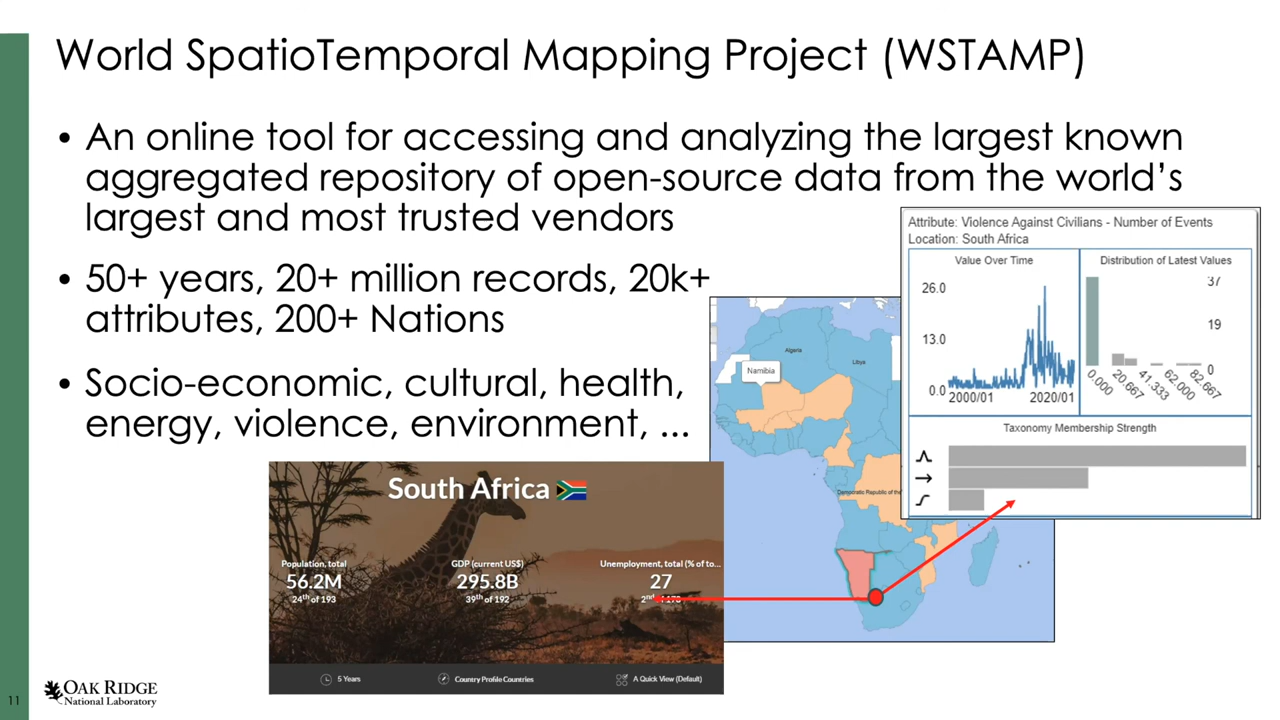 World SpatioTemporal Mapping Project (WSTAMP)
• An online tool for accessing and analyzing the largest known
aggregated repository of open-source data from the world's
largest and most trusted vendors
• 50+ years, 20+ million records, 20k+
attributes, 200+ Nations
• Socio-economic, cultural, health,
energy, violence, environment, ...
Attribute: Violence Against Civilians - Number of Events
Location: South Africa
Value Over Time
26.0
13.0
0.0
2000/01 2020/01
Distribution of Latest Values
37
19
0
0.000 20.667 41.333 62.000 82.667
Taxonomy Membership Strength
Algeria
Libya
Namibia
Democratic Republic of the
South Africa
Population, total
56.2M
24th of 193
GDP (current US$)
295.8B
39th of 192
Unemployment, total (% of to...
27
2nd of 178
5 Years
Country Profile Countries
A Quick View (Default)
11
OAK RIDGE
National Laboratory